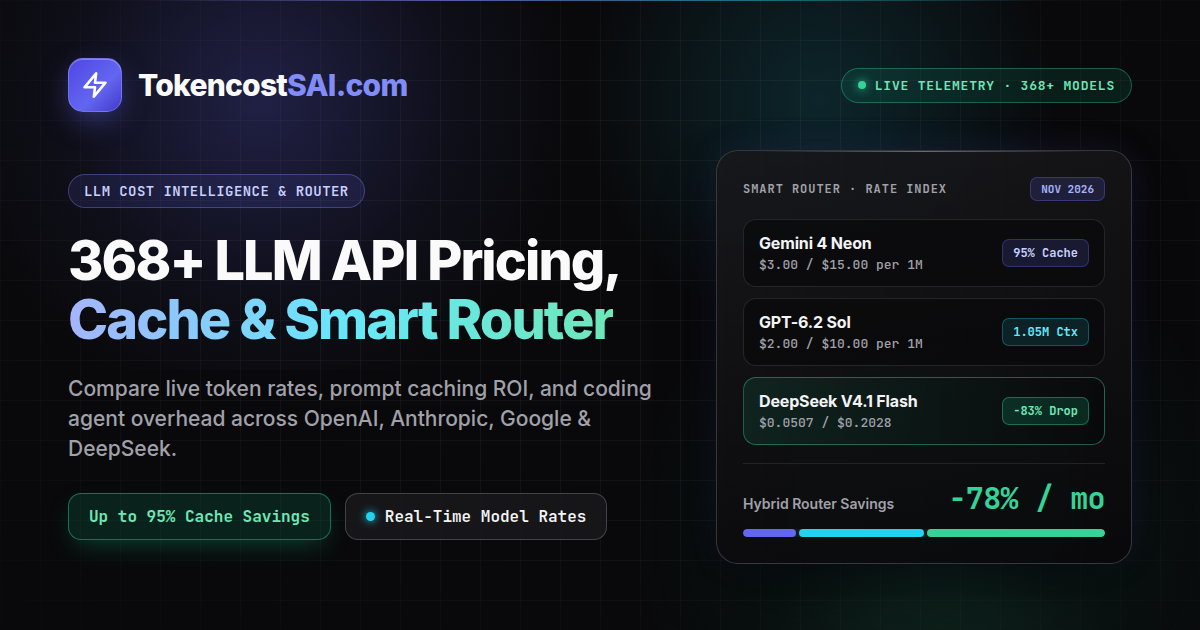 TokencostSAI.com
LIVE TELEMETRY · 368+ MODELS
LLM COST INTELLIGENCE & ROUTER
368+ LLM API Pricing,
Cache & Smart Router
Compare live token rates, prompt caching ROI, and coding
agent overhead across OpenAI, Anthropic, Google &
DeepSeek.
Up to 95% Cache Savings
Real-Time Model Rates
SMART ROUTER · RATE INDEX
NOV 2026
Gemini 4 Neon
$3.00 / $15.00 per 1M
95% Cache
GPT-6.2 Sol
$2.00 / $10.00 per 1M
1.05M Ctx
DeepSeek V4.1 Flash
$0.0507 / $0.2028
-83% Drop
Hybrid Router Savings
-78% / mo